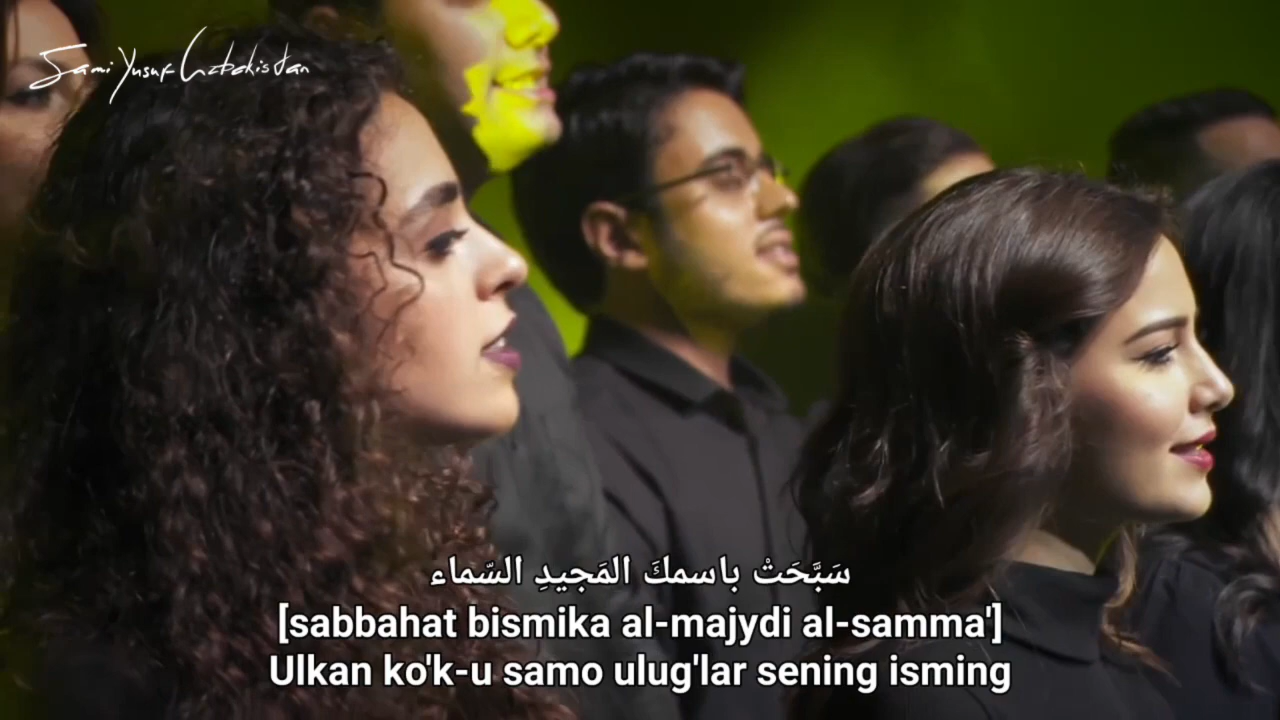 Sami Yusuf Uzbekistan
سَبَّحَتْ باسمكَ المَجيدِ السّماء
[sabbahat bismika al-majydi al-samma']
Ulkan ko'k-u samo ulug'lar sening isming